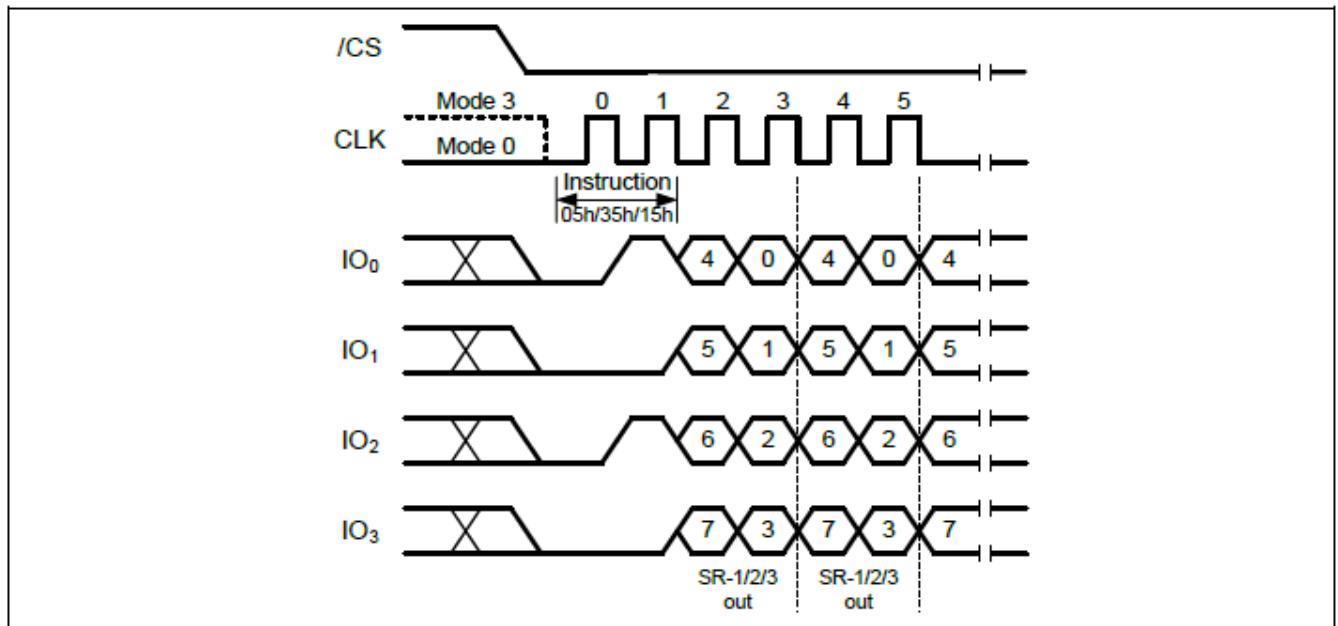 /CS
Mode 3 0 1 2 3 4 5
CLK
Mode 0
Instruction
05h/35h/15h
IO₀ 4 0 4 0 4
IO₁ 5 1 5 1 5
IO₂ 6 2 6 2 6
IO₃ 7 3 7 3 7
SR-1/2/3 SR-1/2/3
out out